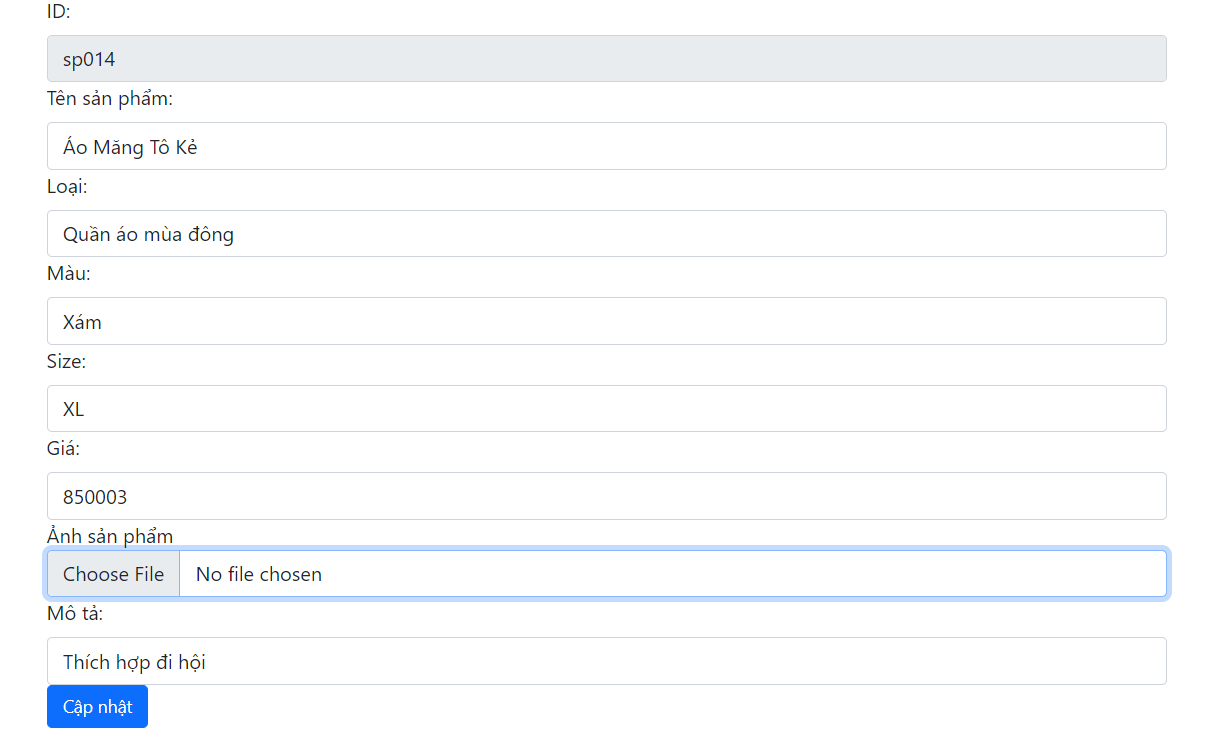 ID:
sp014
Tên sản phẩm:
Áo Măng Tô Kẻ
Loại:
Quần áo mùa đông
Màu:
Xám
Size:
XL
Giá:
850003
Ảnh sản phẩm
Choose File No file chosen
Mô tả:
Thích hợp đi hội
Cập nhật